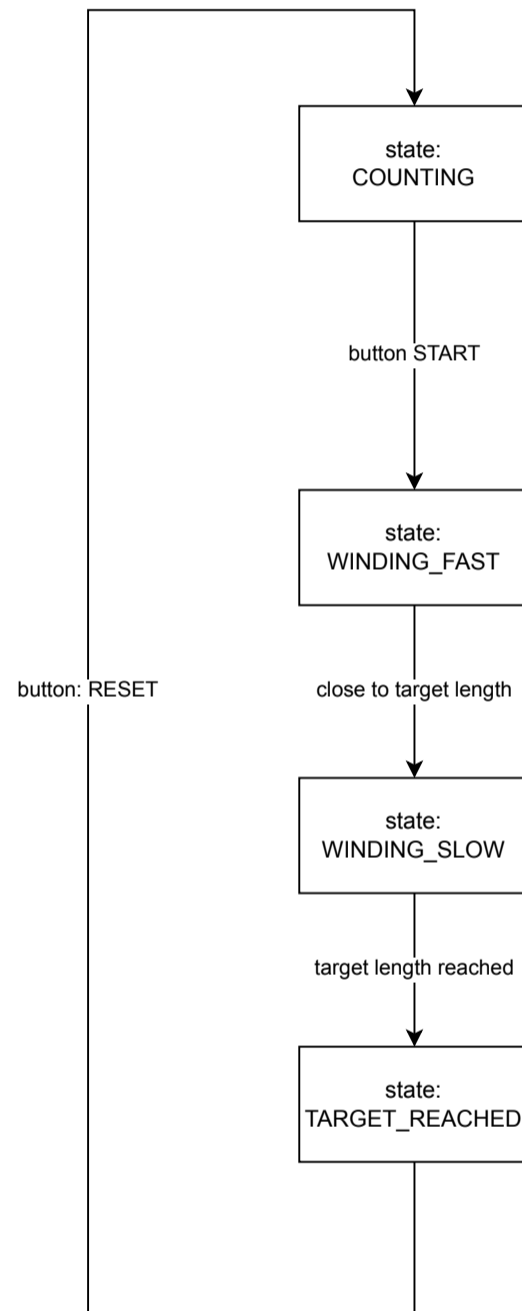 state:
COUNTING
button START
state:
WINDING_FAST
button: RESET
close to target length
state:
WINDING_SLOW
target length reached
state:
TARGET_REACHED